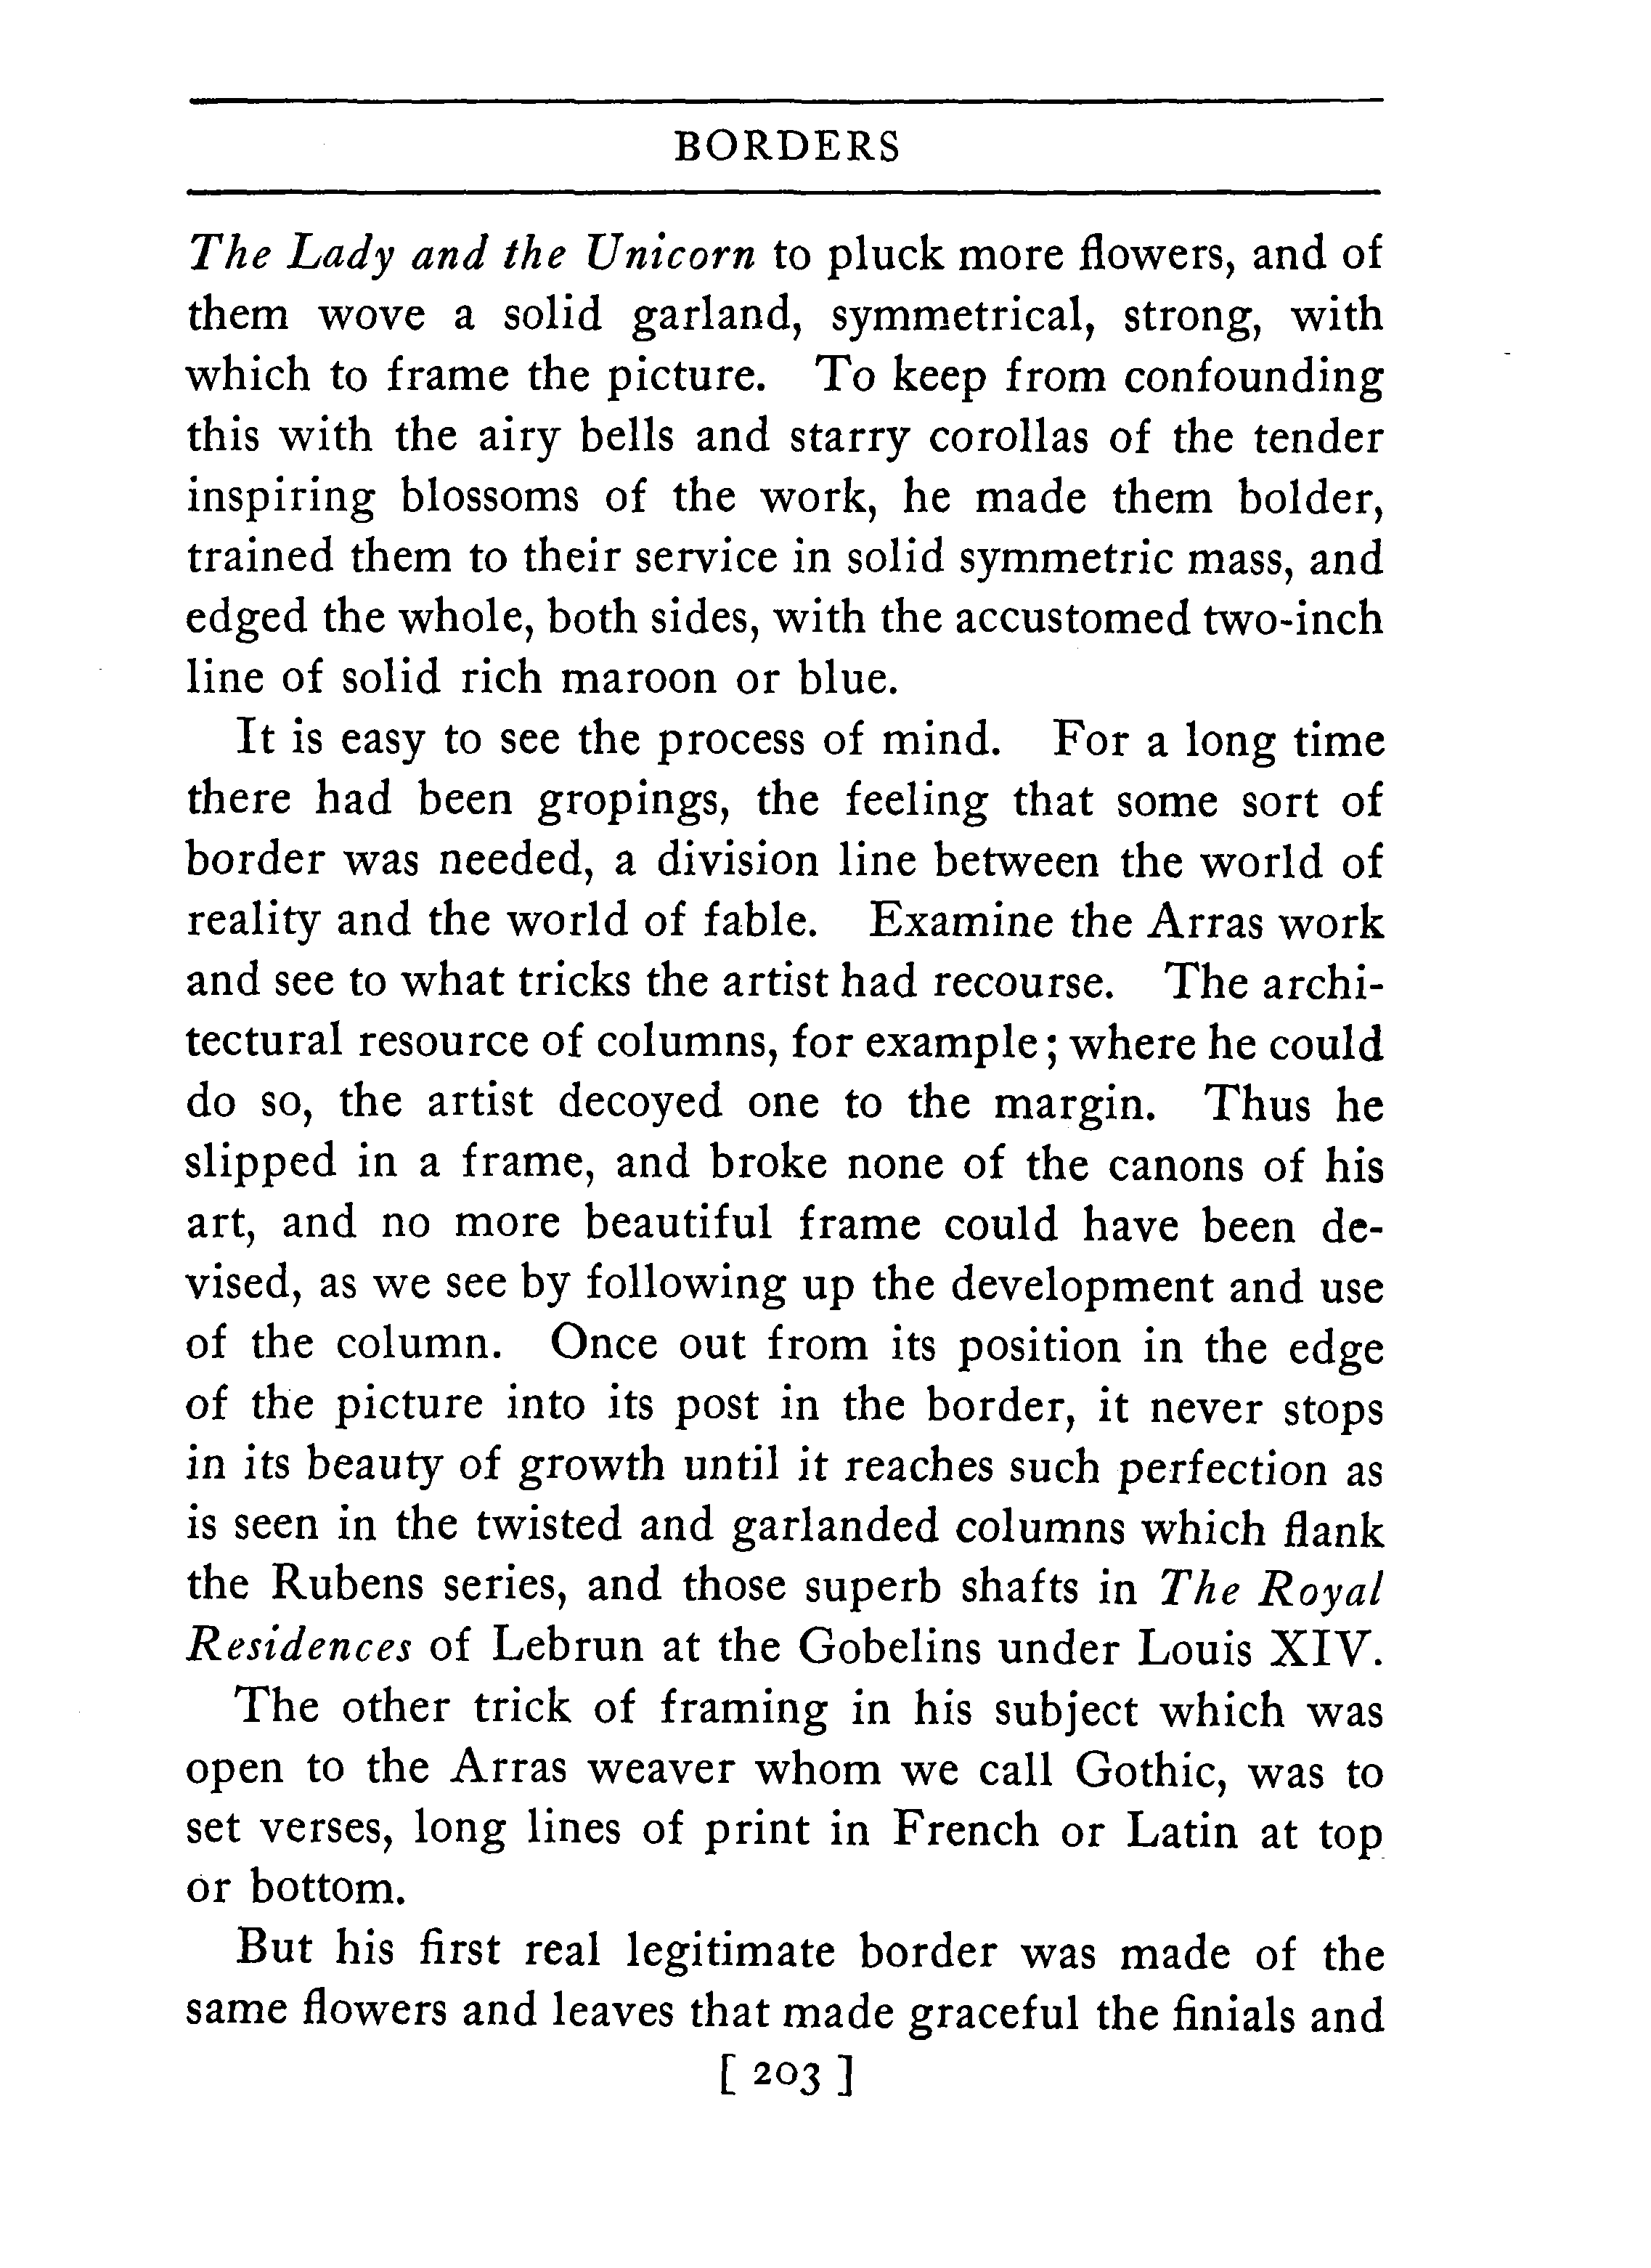 BORDERS
The Lady and the Unicorn to pluck more flowers, and of
them wove a solid garland, symmetrical, strong, with
which to frame the picture. To keep from confounding
this with the airy bells and starry corollas of the tender
inspiring blossoms of the work, he made them bolder,
trained them to their service in solid symmetric mass, and
edged the whole, both sides, with the accustomed two-inch
line of solid rich maroon or blue.
It is easy to see the process of mind. For a long time
there had been gropings, the feeling that some sort of
border was needed, a division line between the world of
reality and the world of fable. Examine the Arras work
and see to what tricks the artist had recourse. The archi-
tectural resource of columns, for example; where he could
do so, the artist decoyed one to the margin. Thus he
slipped in a frame, and broke none of the canons of his
art, and no more beautiful frame could have been de-
vised, as we see by following up the development and use
of the column. Once out from its position in the edge
of the picture into its post in the border, it never stops
in its beauty of growth until it reaches such perfection as
is seen in the twisted and garlanded columns which flank
the Rubens series, and those superb shafts in The Royal
Residences of Lebrun at the Gobelins under Louis XIV.
The other trick of framing in his subject which was
open to the Arras weaver whom we call Gothic, was to
set verses, long lines of print in French or Latin at top
or bottom.
But his first real legitimate border was made of the
same flowers and leaves that made graceful the finials and
[ 203 ]